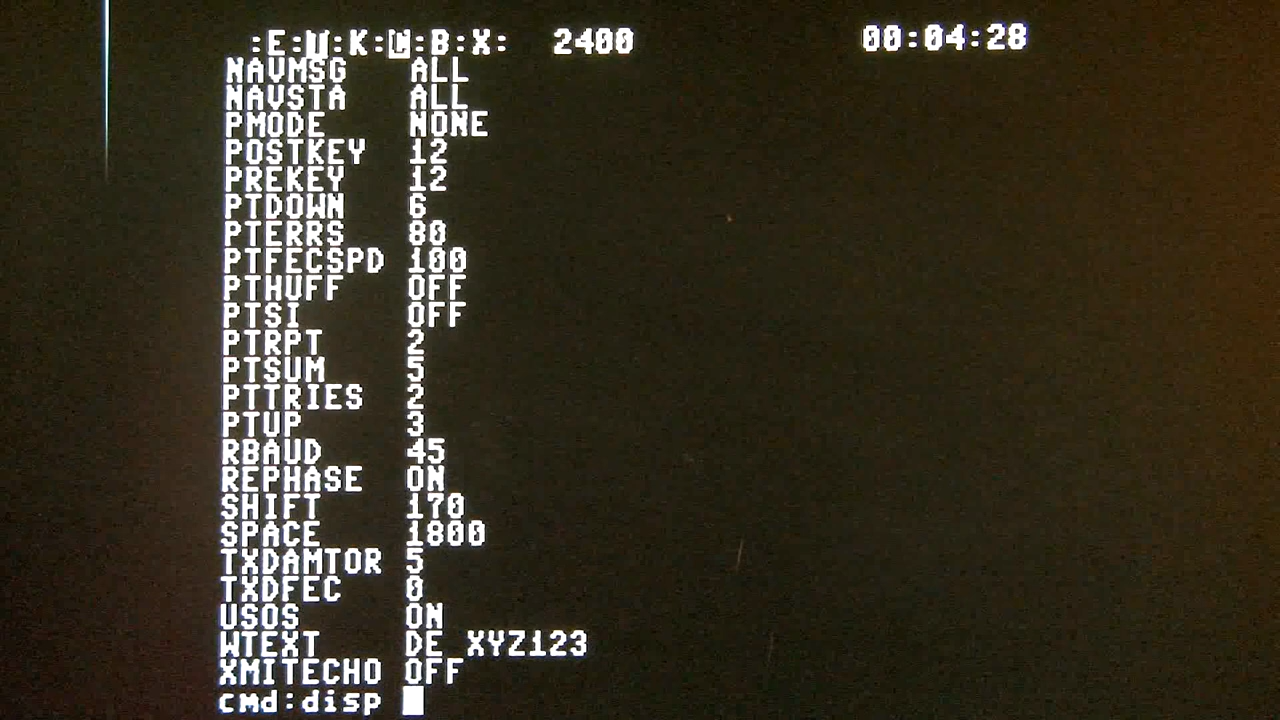 :E:U:K:C:B:X: 2400 00:04:28
NAVMSG ALL
NAVSTA ALL
PMODE NONE
POSTKEY 12
PREKEY 12
PTDOWN 6
PTERRS 80
PTFECSPD 100
PTHUFF OFF
PTSI OFF
PTRPT 2
PTSUM 5
PTTRIES 2
PTUP 3
RBAUD 45
REPHASE ON
SHIFT 170
SPACE 1800
TXDAMTOR 5
TXDFEC 0
USOS ON
WTEXT DE XYZ123
XMITECHO OFF
cmd:disp